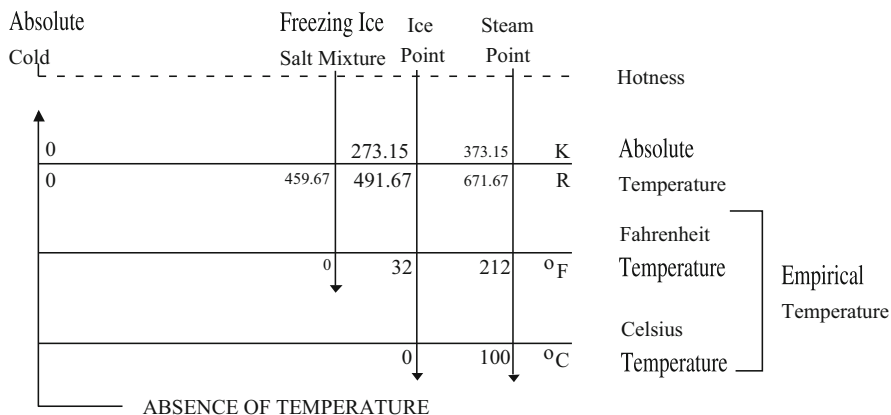 Absolute Freezing Ice Ice Steam
Cold Salt Mixture Point Point
Hotness
0 273.15 373.15 K Absolute
0 459.67 491.67 671.67 R Temperature
Fahrenheit
0 32 212 oF Temperature
Empirical
Temperature
Celsius
0 100 oC Temperature
ABSENCE OF TEMPERATURE